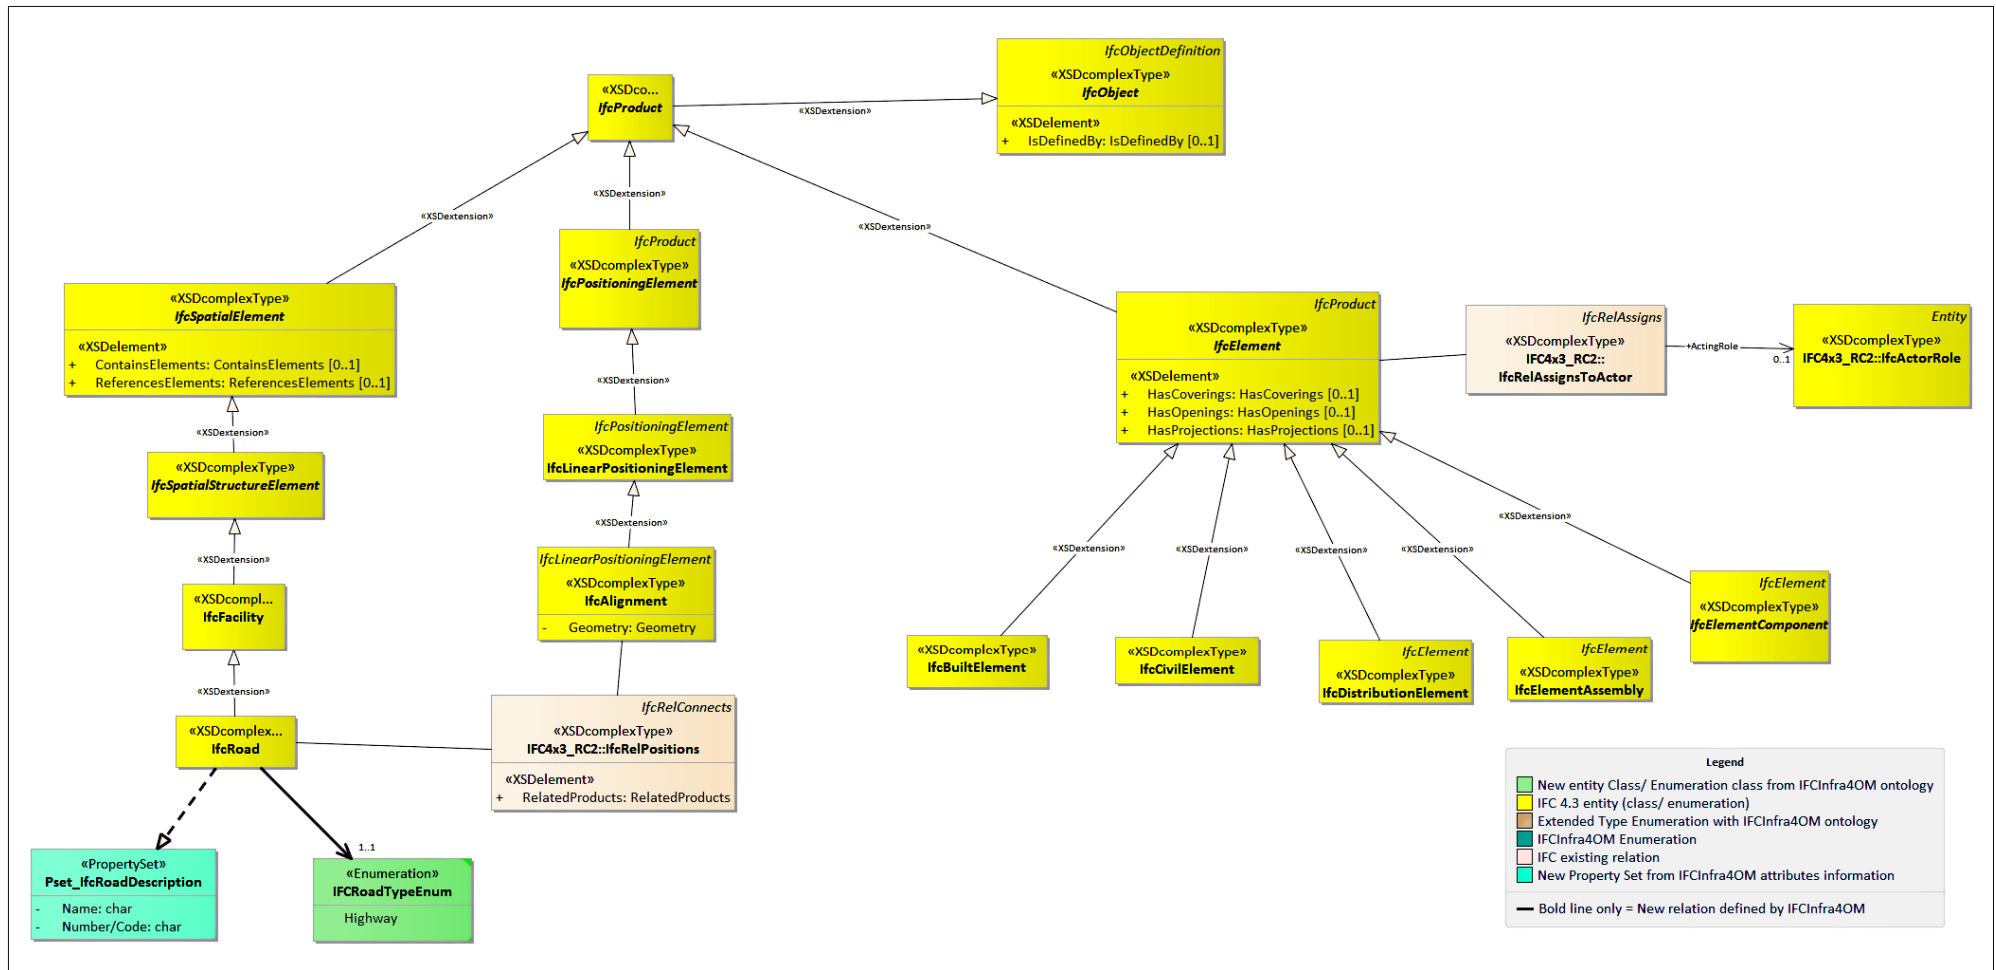 IfcObjectDefinition
«XSDcomplexType»
IfcObject
«XSDelement»
+ IsDefinedBy: IsDefinedBy [0..1]
«XSDco...
IfcProduct
«XSDextension»
«XSDextension»
«XSDextension»
«XSDextension»
IfcProduct
«XSDcomplexType»
IfcPositioningElement
«XSDcomplexType»
IfcSpatialElement
«XSDelement»
+ ContainsElements: ContainsElements [0..1]
+ ReferencesElements: ReferencesElements [0..1]
IfcProduct
«XSDcomplexType»
IfcElement
«XSDelement»
+ HasCoverings: HasCoverings [0..1]
+ HasOpenings: HasOpenings [0..1]
+ HasProjections: HasProjections [0..1]
IfcRelAssigns
«XSDcomplexType»
IFC4x3_RC2::
IfcRelAssignsToActor
+ActingRole
0..1
Entity
«XSDcomplexType»
IFC4x3_RC2::IfcActorRole
«XSDextension»
«XSDextension»
IfcPositioningElement
«XSDcomplexType»
IfcLinearPositioningElement
«XSDcomplexType»
IfcSpatialStructureElement
«XSDextension»
«XSDextension»
«XSDextension»
«XSDextension»
«XSDextension»
«XSDextension»
«XSDextension»
IfcLinearPositioningElement
«XSDcomplexType»
IfcAlignment
- Geometry: Geometry
«XSDcompl...
IfcFacility
«XSDextension»
«XSDcomplexType»
IfcBuiltElement
«XSDcomplexType»
IfcCivilElement
IfcElement
«XSDcomplexType»
IfcDistributionElement
IfcElement
«XSDcomplexType»
IfcElementAssembly
IfcElement
«XSDcomplexType»
IfcElementComponent
«XSDcomplex...
IfcRoad
IfcRelConnects
«XSDcomplexType»
IFC4x3_RC2::IfcRelPositions
«XSDelement»
+ RelatedProducts: RelatedProducts
1..1
«PropertySet»
Pset_IfcRoadDescription
- Name: char
- Number/Code: char
«Enumeration»
IFCRoadTypeEnum
Highway
Legend
New entity Class/ Enumeration class from IFCInfra4OM ontology
IFC 4.3 entity (class/ enumeration)
Extended Type Enumeration with IFCInfra4OM ontology
IFCInfra4OM Enumeration
IFC existing relation
New Property Set from IFCInfra4OM attributes information
Bold line only = New relation defined by IFCInfra4OM